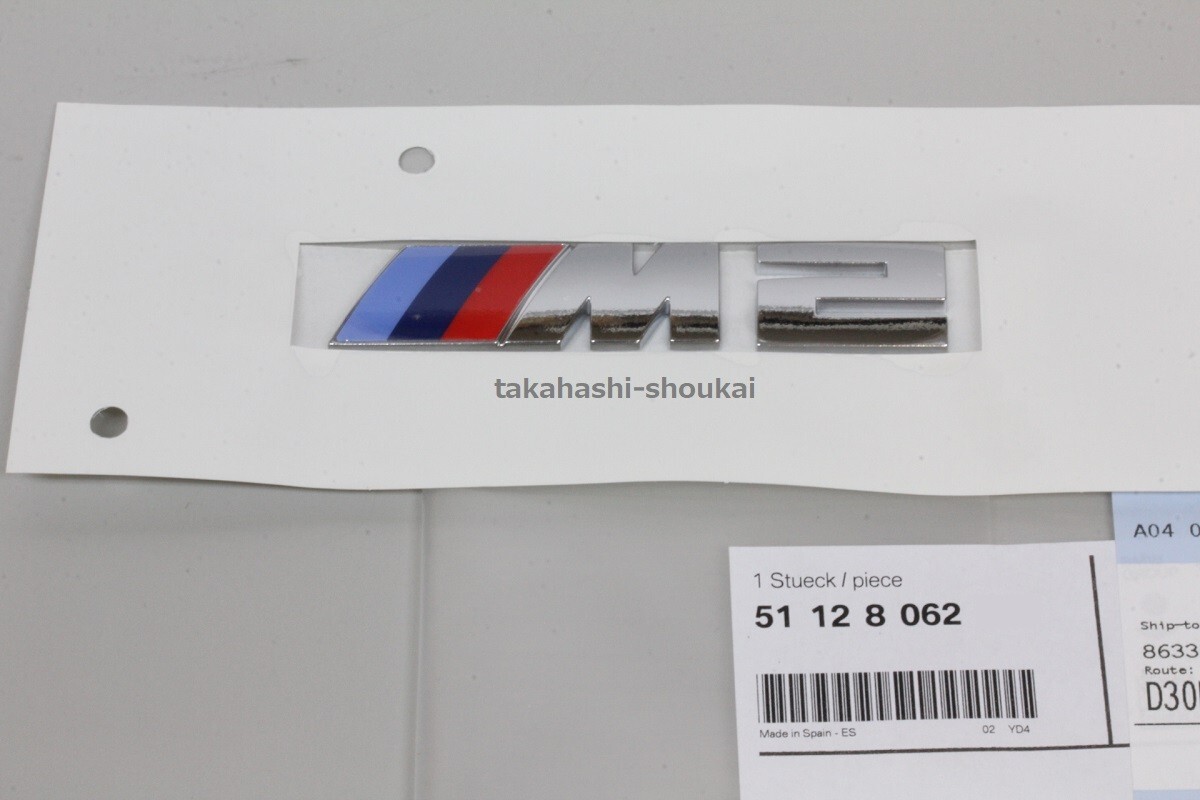 M2
takahashi-shoukai
1 Stueck / piece
51 12 8 062
Made in Spain - ES 02 YD4
A04 0
Ship-to
8633
Route:
D30